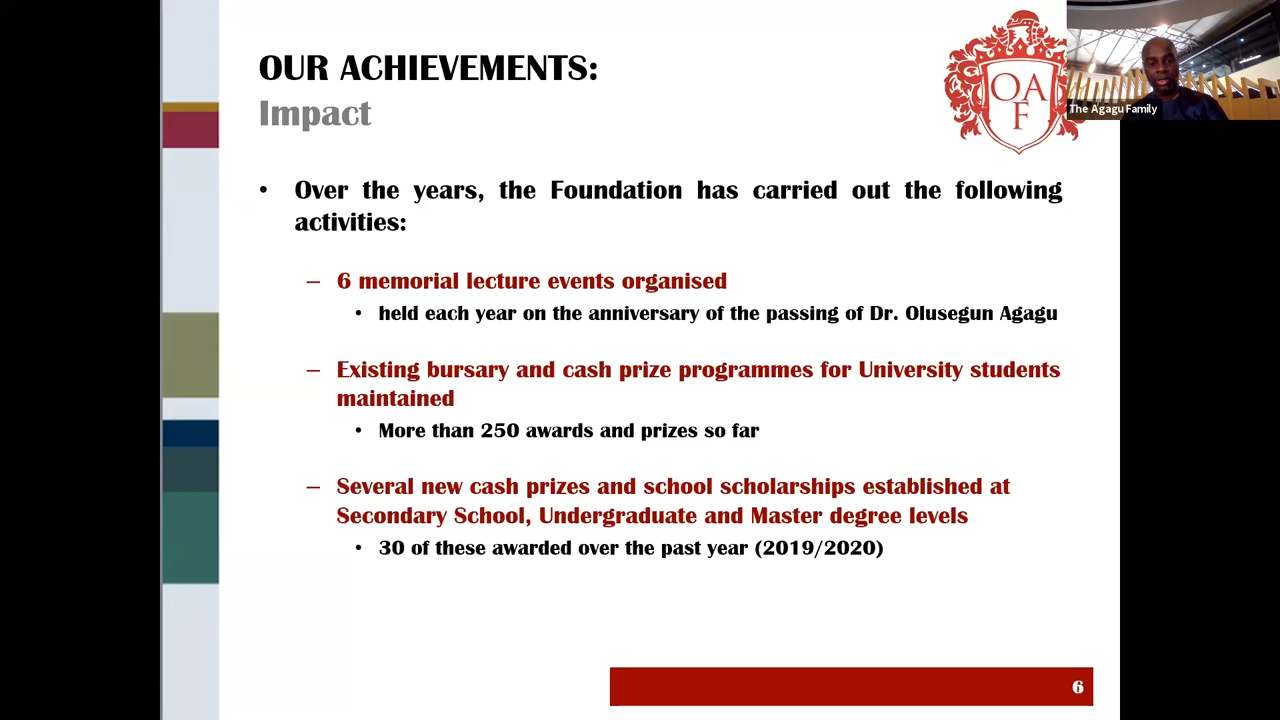 OUR ACHIEVEMENTS:
Impact
OA
F
The Agagu Family
• Over the years, the Foundation has carried out the following
activities:
– 6 memorial lecture events organised
• held each year on the anniversary of the passing of Dr. Olusegun Agagu
– Existing bursary and cash prize programmes for University students
maintained
• More than 250 awards and prizes so far
– Several new cash prizes and school scholarships established at
Secondary School, Undergraduate and Master degree levels
• 30 of these awarded over the past year (2019/2020)
6